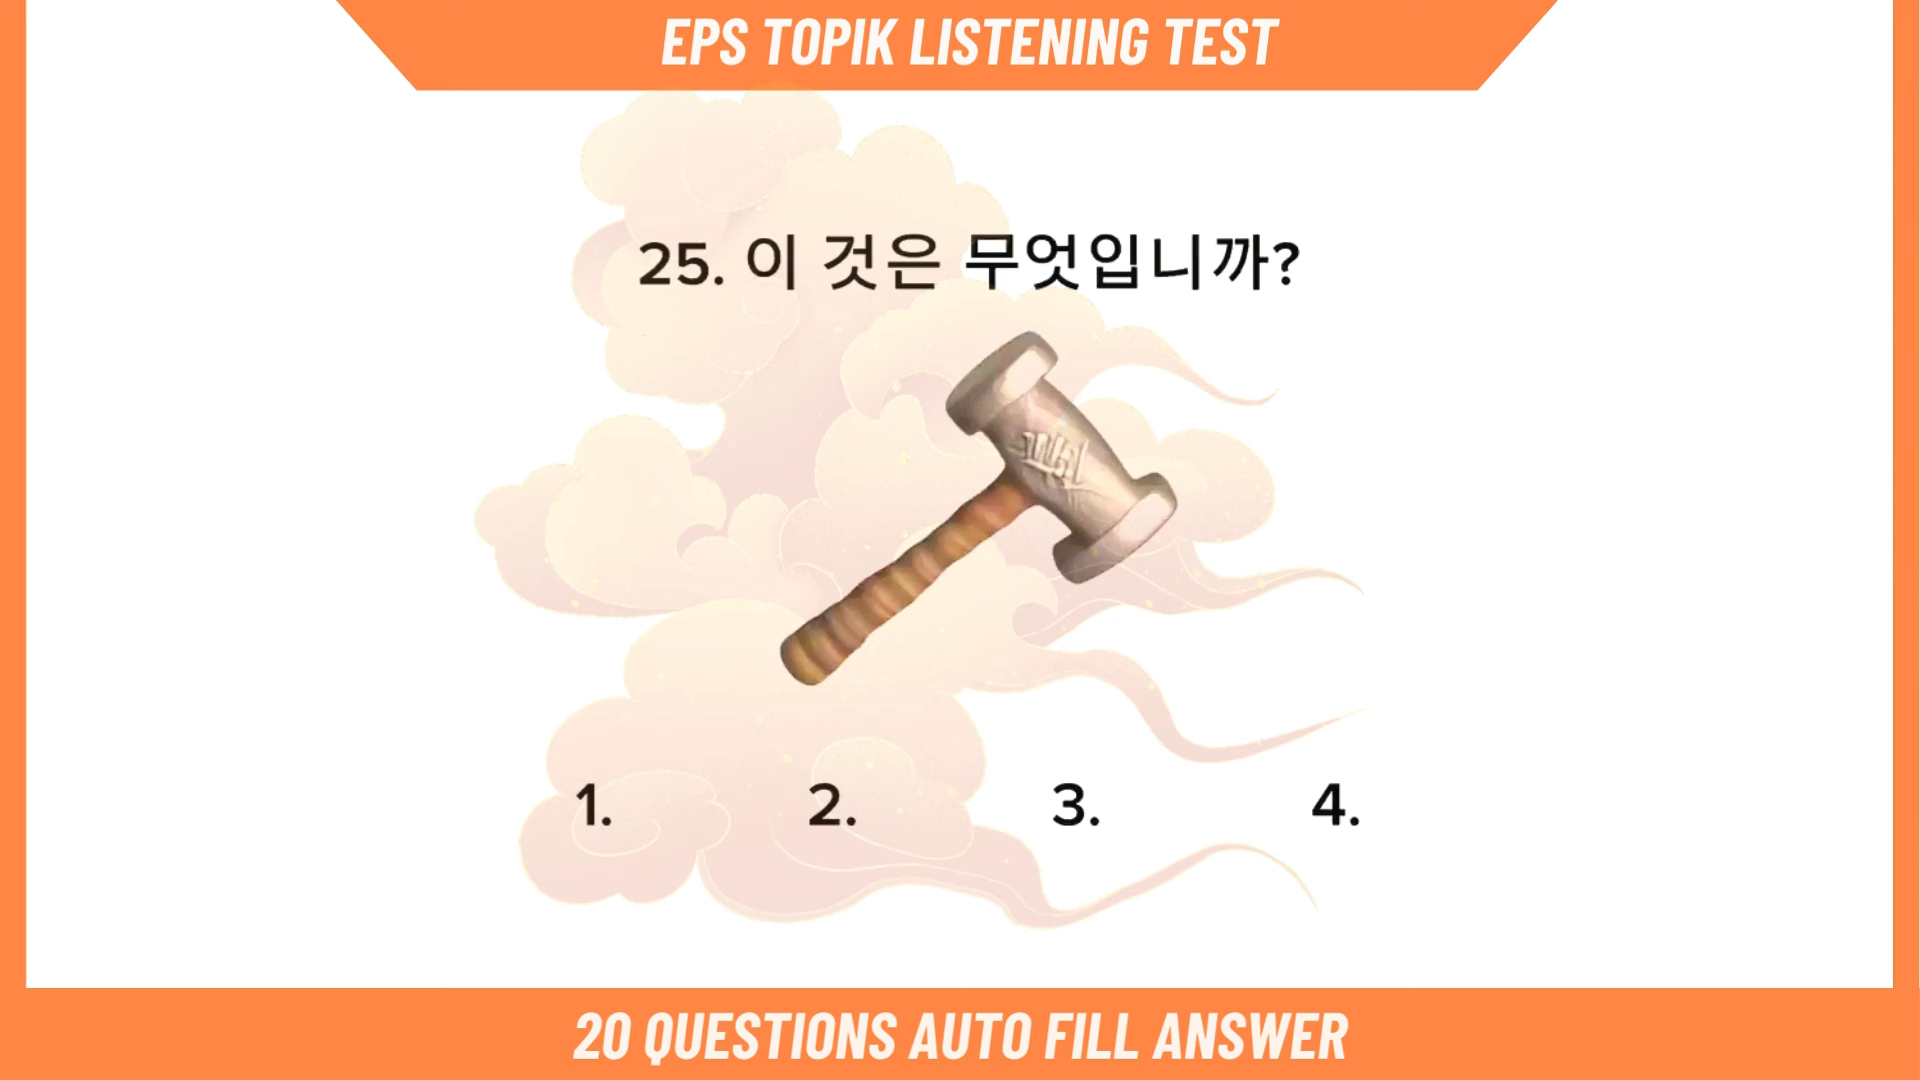 EPS TOPIK LISTENING TEST
25. 이 것은 무엇입니까?
1. 2. 3. 4.
20 QUESTIONS AUTO FILL ANSWER